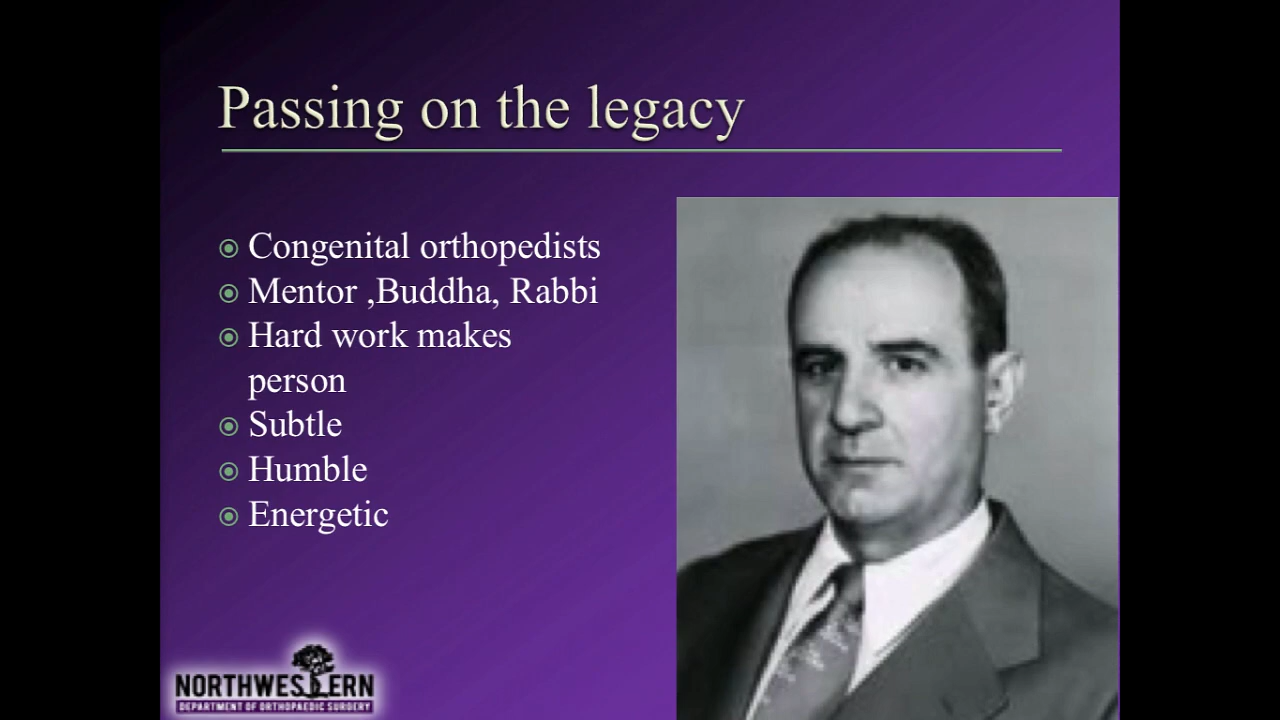 Passing on the legacy
Congenital orthopedists
Mentor ,Buddha, Rabbi
Hard work makes
person
Subtle
Humble
Energetic
NORTHWESTERN
DEPARTMENT OF ORTHOPAEDIC SURGERY